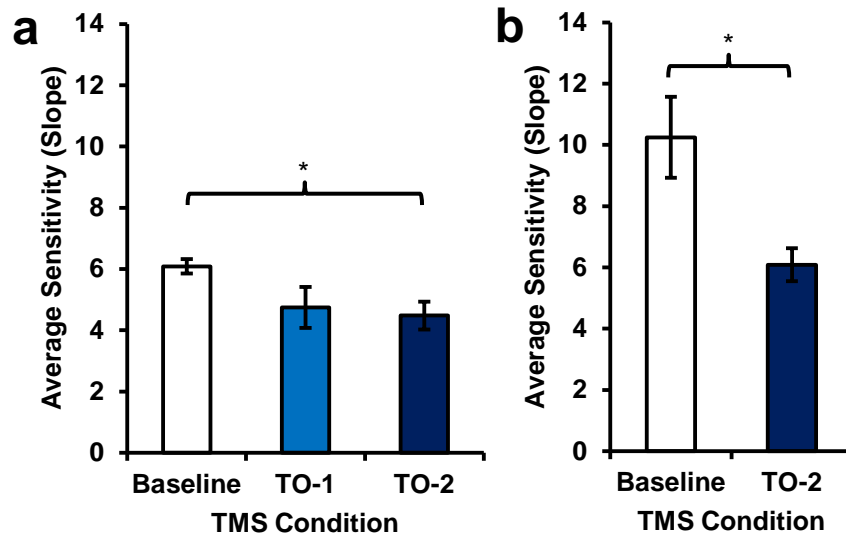 a
Average Sensitivity (Slope)
14
12
10
8
6
4
2
0
*
Baseline TO-1 TO-2
TMS Condition
b
Average Sensitivity (Slope)
14
12
10
8
6
4
2
0
*
Baseline TO-2
TMS Condition